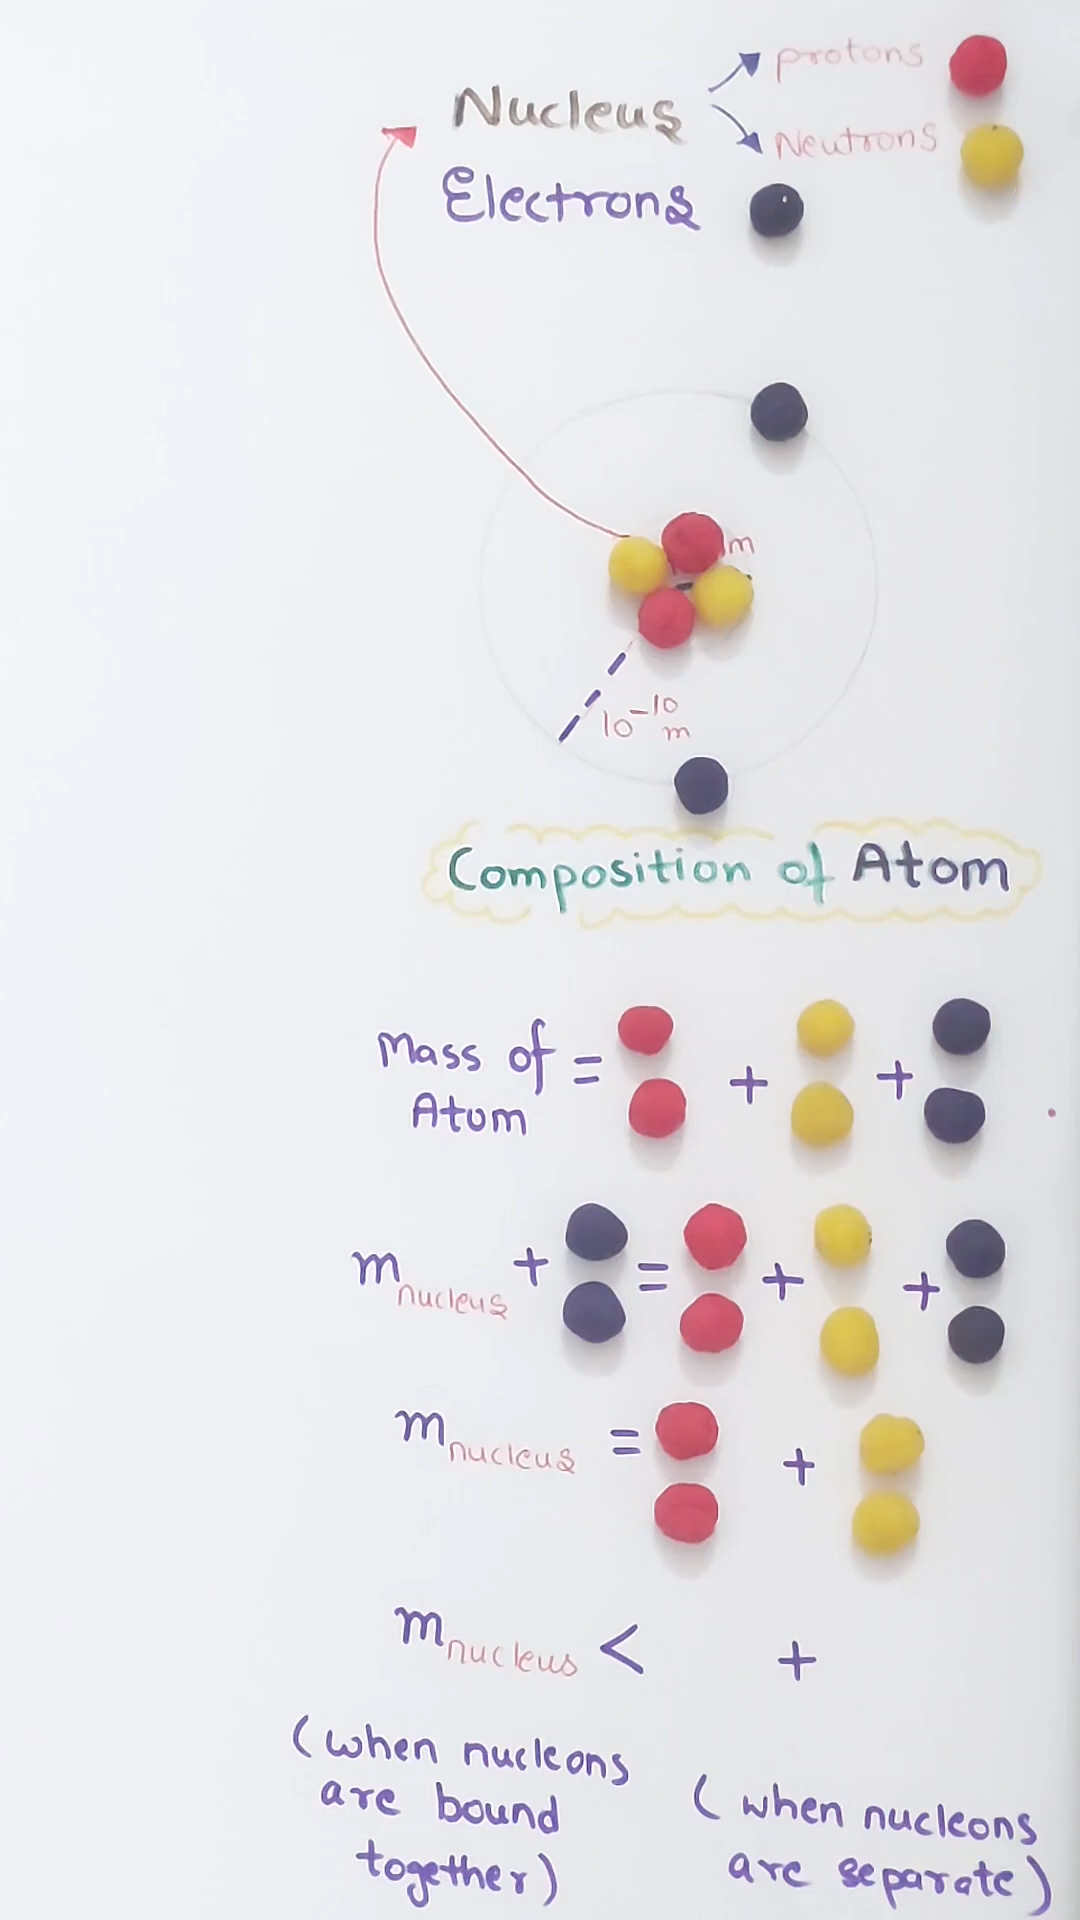 Nucleus
protons
Neutrons
Electrons
m
10⁻¹⁰
m
Composition of Atom
Mass of =
Atom
+ +
m nucleus + = + +
m nucleus = +
m nucleus < +
(when nucleons
are bound
together)
(when nucleons
are separate)